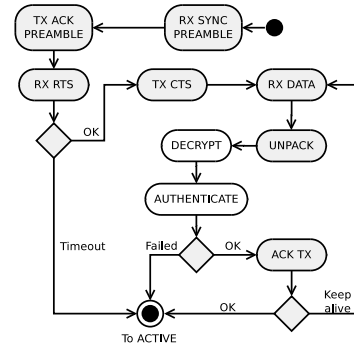 TX ACK
PREAMBLE
RX SYNC
PREAMBLE
RX RTS
TX CTS
RX DATA
OK
DECRYPT
UNPACK
AUTHENTICATE
Timeout
Failed
OK
ACK TX
OK
Keep
alive
To ACTIVE